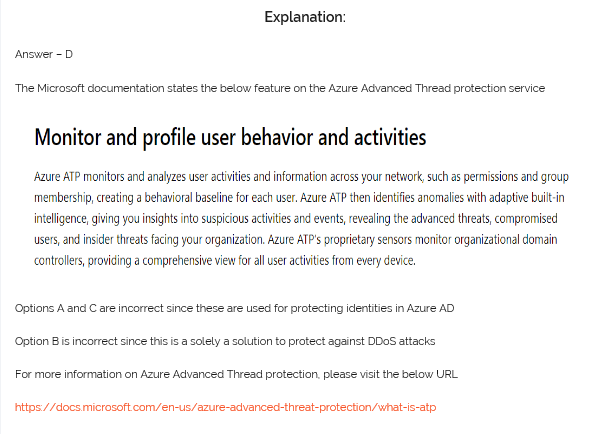 Explanation:
Answer – D
The Microsoft documentation states the below feature on the Azure Advanced Thread protection service
Monitor and profile user behavior and activities
Azure ATP monitors and analyzes user activities and information across your network, such as permissions and group
membership, creating a behavioral baseline for each user. Azure ATP then identifies anomalies with adaptive built-in
intelligence, giving you insights into suspicious activities and events, revealing the advanced threats, compromised
users, and insider threats facing your organization. Azure ATP's proprietary sensors monitor organizational domain
controllers, providing a comprehensive view for all user activities from every device.
Options A and C are incorrect since these are used for protecting identities in Azure AD
Option B is incorrect since this is a solely a solution to protect against DDoS attacks
For more information on Azure Advanced Thread protection, please visit the below URL
https://docs.microsoft.com/en-us/azure-advanced-threat-protection/what-is-atp